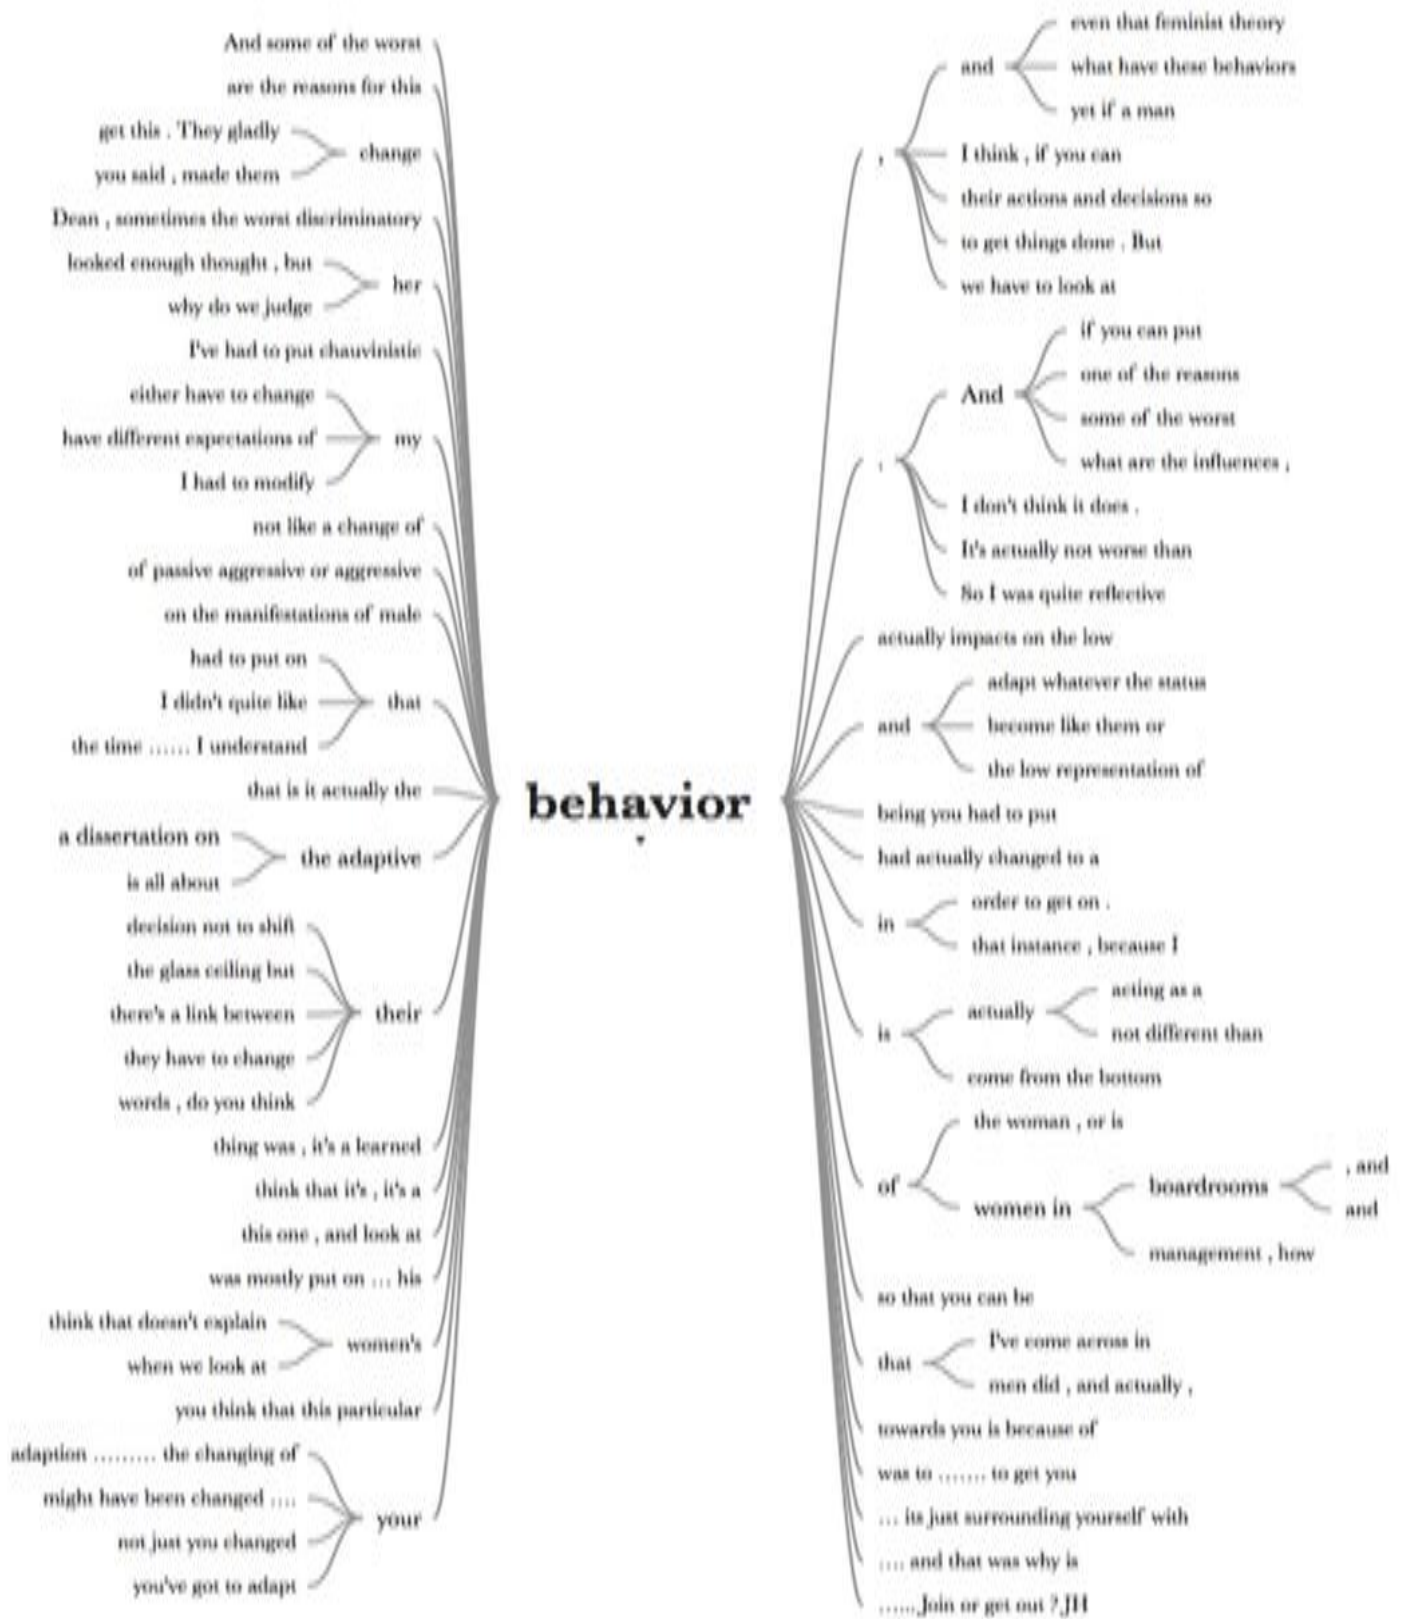 And some of the worst
are the reasons for this
get this . They gladly
you said , made them
change
Dean , sometimes the worst discriminatory
looked enough thought , but
why do we judge
her
I've had to put chauvinistic
either have to change
have different expectations of
I had to modify
my
not like a change of
of passive aggressive or aggressive
on the manifestations of male
had to put on
I didn't quite like
the time …… I understand
that
that is it actually the
a dissertation on
is all about
the adaptive
decision not to shift
the glass ceiling but
there's a link between
they have to change
words , do you think
their
thing was , it's a learned
think that it's , it's a
this one , and look at
was mostly put on … his
think that doesn't explain
when we look at
women's
you think that this particular
adaption ……… the changing of
might have been changed ….
not just you changed
you've got to adapt
your
behavior
,
and
even that feminist theory
what have these behaviors
yet if a man
I think , if you can
their actions and decisions so
to get things done . But
we have to look at
.
And
if you can put
one of the reasons
some of the worst
what are the influences ,
I don't think it does .
It's actually not worse than
So I was quite reflective
actually impacts on the low
and
adapt whatever the status
become like them or
the low representation of
being you had to put
had actually changed to a
in
order to get on .
that instance , because I
is
actually
acting as a
not different than
come from the bottom
of
the woman , or is
women in
boardrooms
, and
and
management , how
so that you can be
that
I've come across in
men did , and actually ,
towards you is because of
was to ……. to get you
… its just surrounding yourself with
…. and that was why is
…... Join or get out ? JH